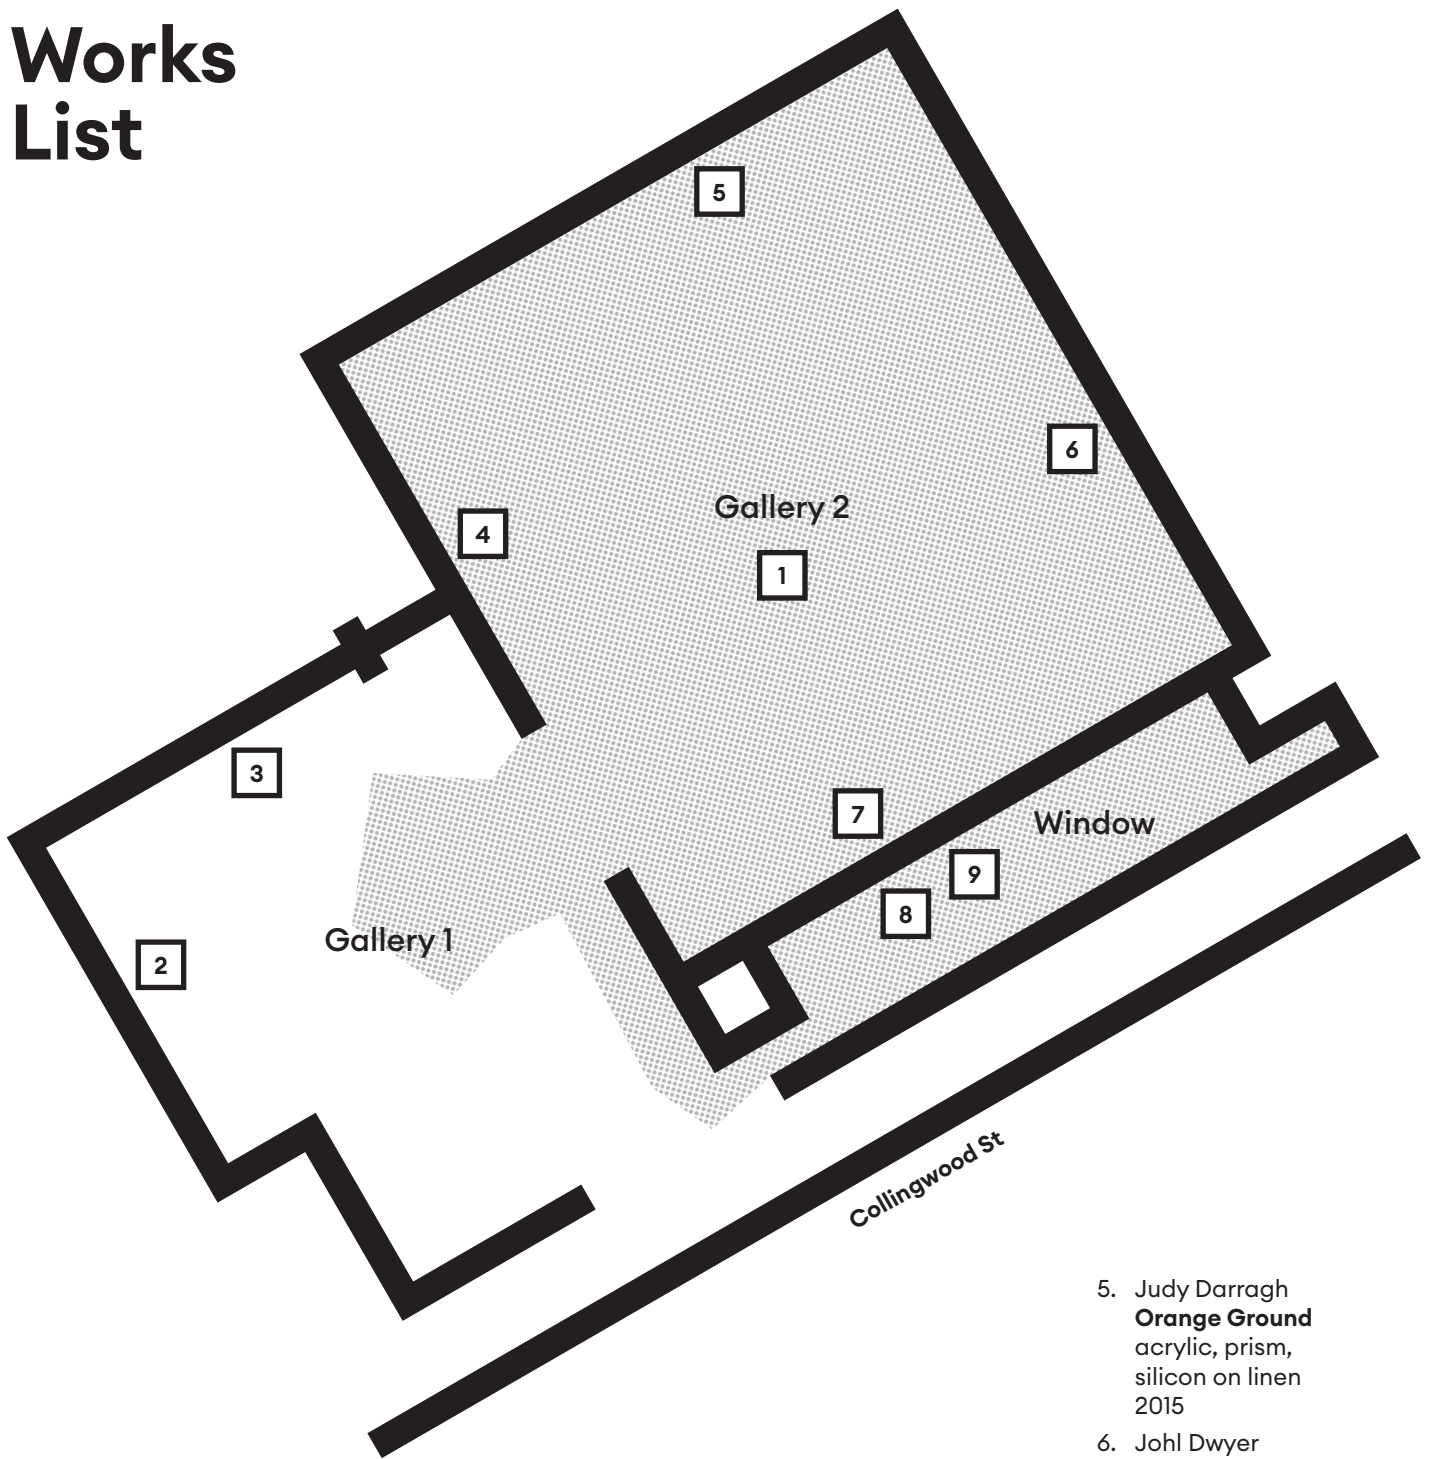 Works
List
5
6
Gallery 2
4
1
3
7
Window
9
8
Gallery 1
2
Collingwood St
5. Judy Darragh
Orange Ground
acrylic, prism,
silicon on linen
2015
6. Johl Dwyer